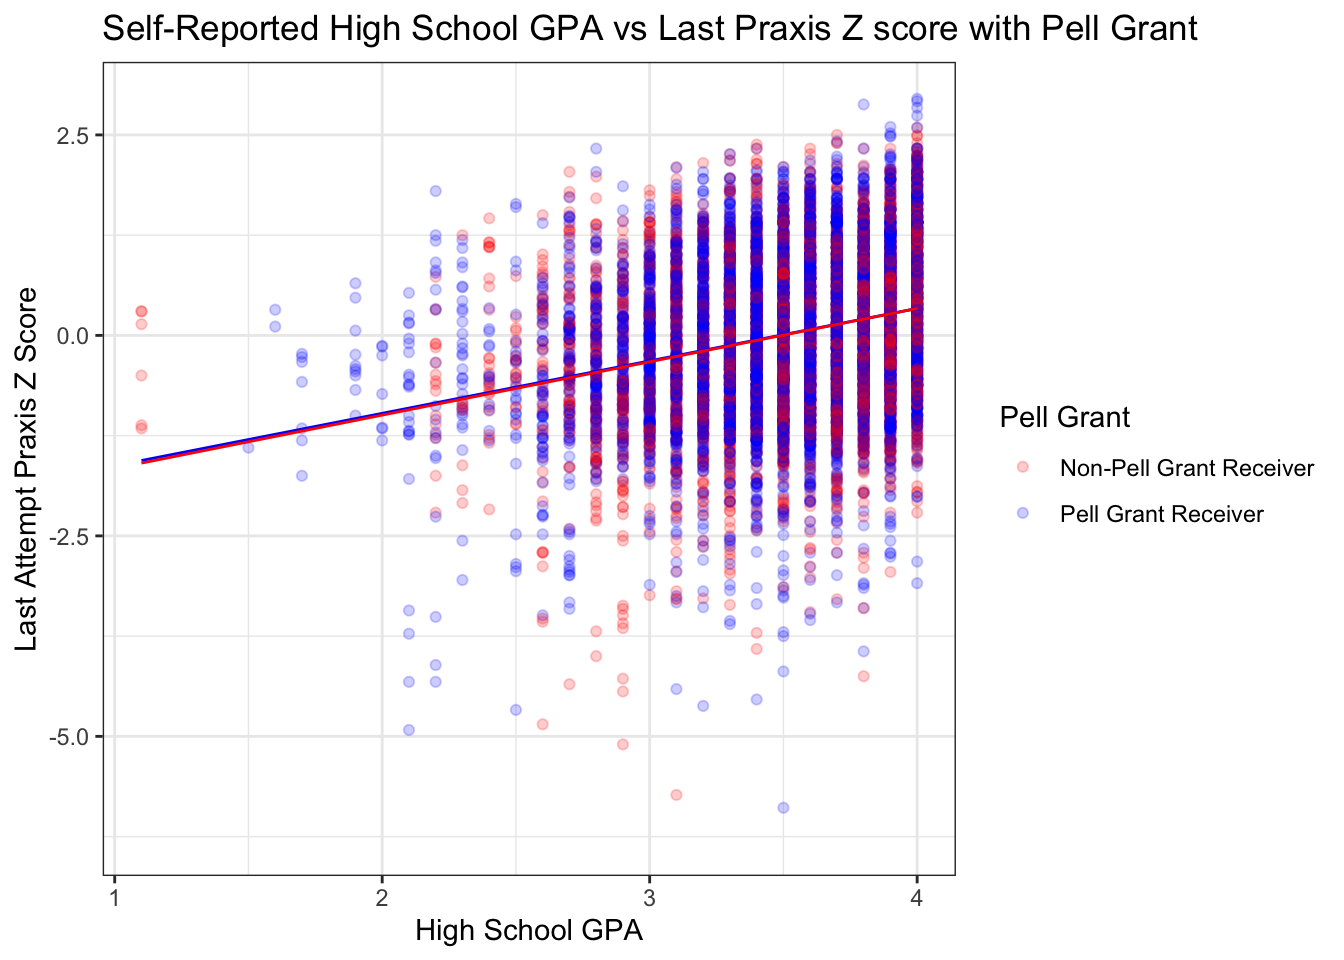 Self-Reported High School GPA vs Last Praxis Z score with Pell Grant
2.5
0.0
-2.5
-5.0
Last Attempt Praxis Z Score
1 2 3 4
High School GPA
Pell Grant
Non-Pell Grant Receiver
Pell Grant Receiver